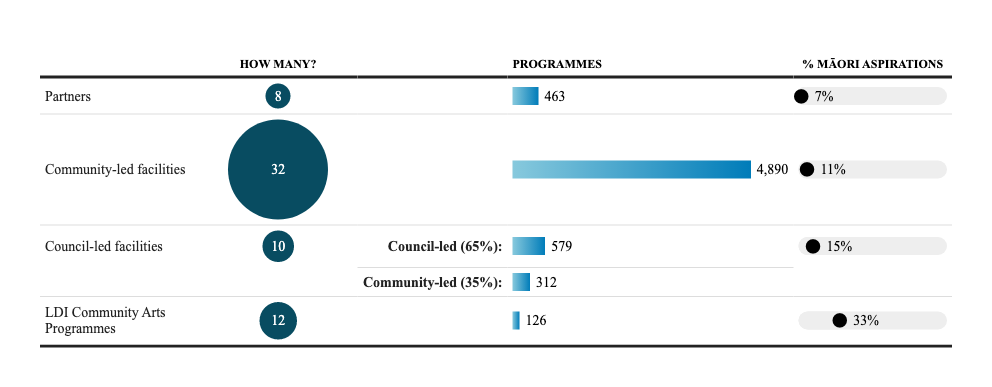 HOW MANY? PROGRAMMES % MĀORI ASPIRATIONS
Partners 8 463 7%
Community-led facilities 32 4,890 11%
Council-led facilities 10 Council-led (65%): 579 15%
Community-led (35%): 312
LDI Community Arts
Programmes 12 126 33%